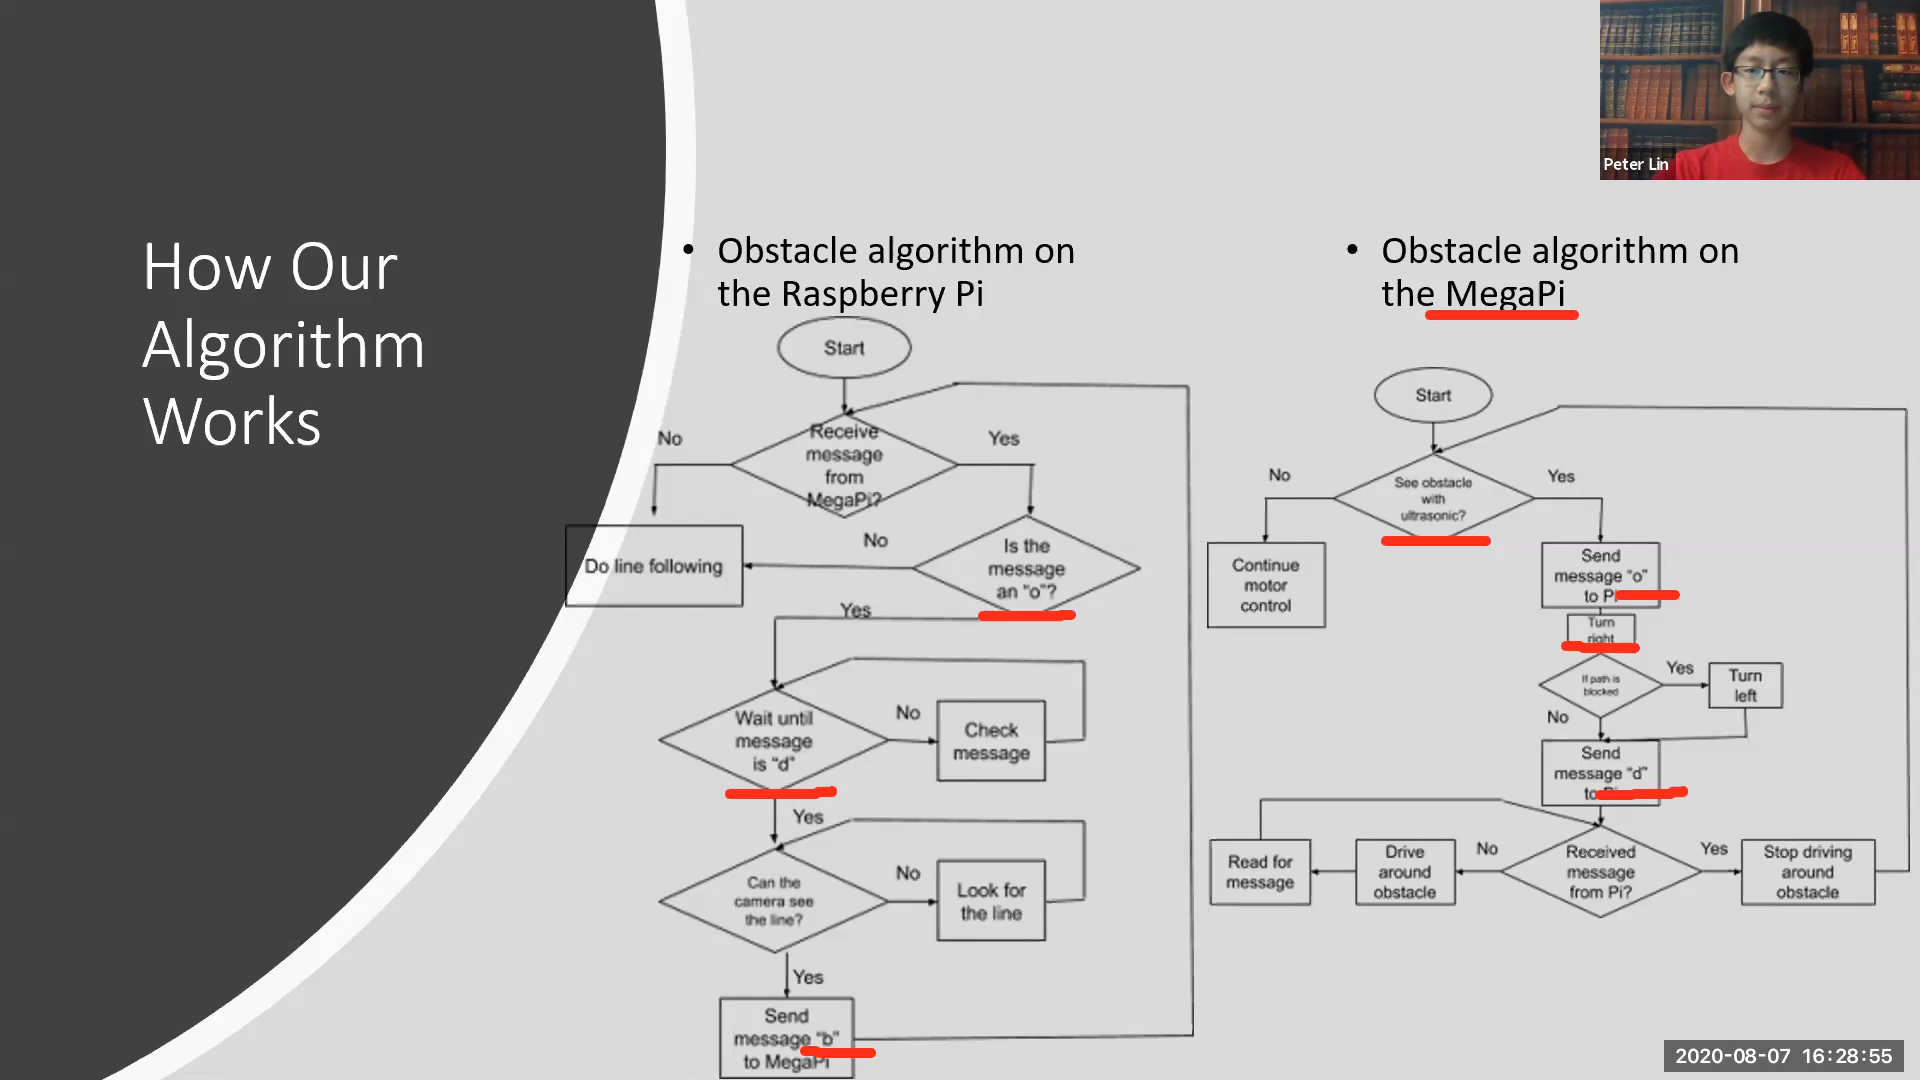 How Our
Algorithm
Works
• Obstacle algorithm on
the Raspberry Pi
Start
Receive
message
from
MegaPi?
No
Yes
Do line following
No
Is the
message
an "o"?
Yes
Wait until
message
is "d"
No
Check
message
Yes
Can the
camera see
the line?
No
Look for
the line
Yes
Send
message "b"
to MegaPi
• Obstacle algorithm on
the MegaPi
Start
See obstacle
with
ultrasonic?
No
Yes
Continue
motor
control
Send
message "o"
to Pi
Turn
right
If path is
blocked
Yes
Turn
left
No
Send
message "d"
to Pi
Received
message
from Pi?
No
Drive
around
obstacle
Read for
message
Yes
Stop driving
around
obstacle
Peter Lin
2020-08-07 16:28:55